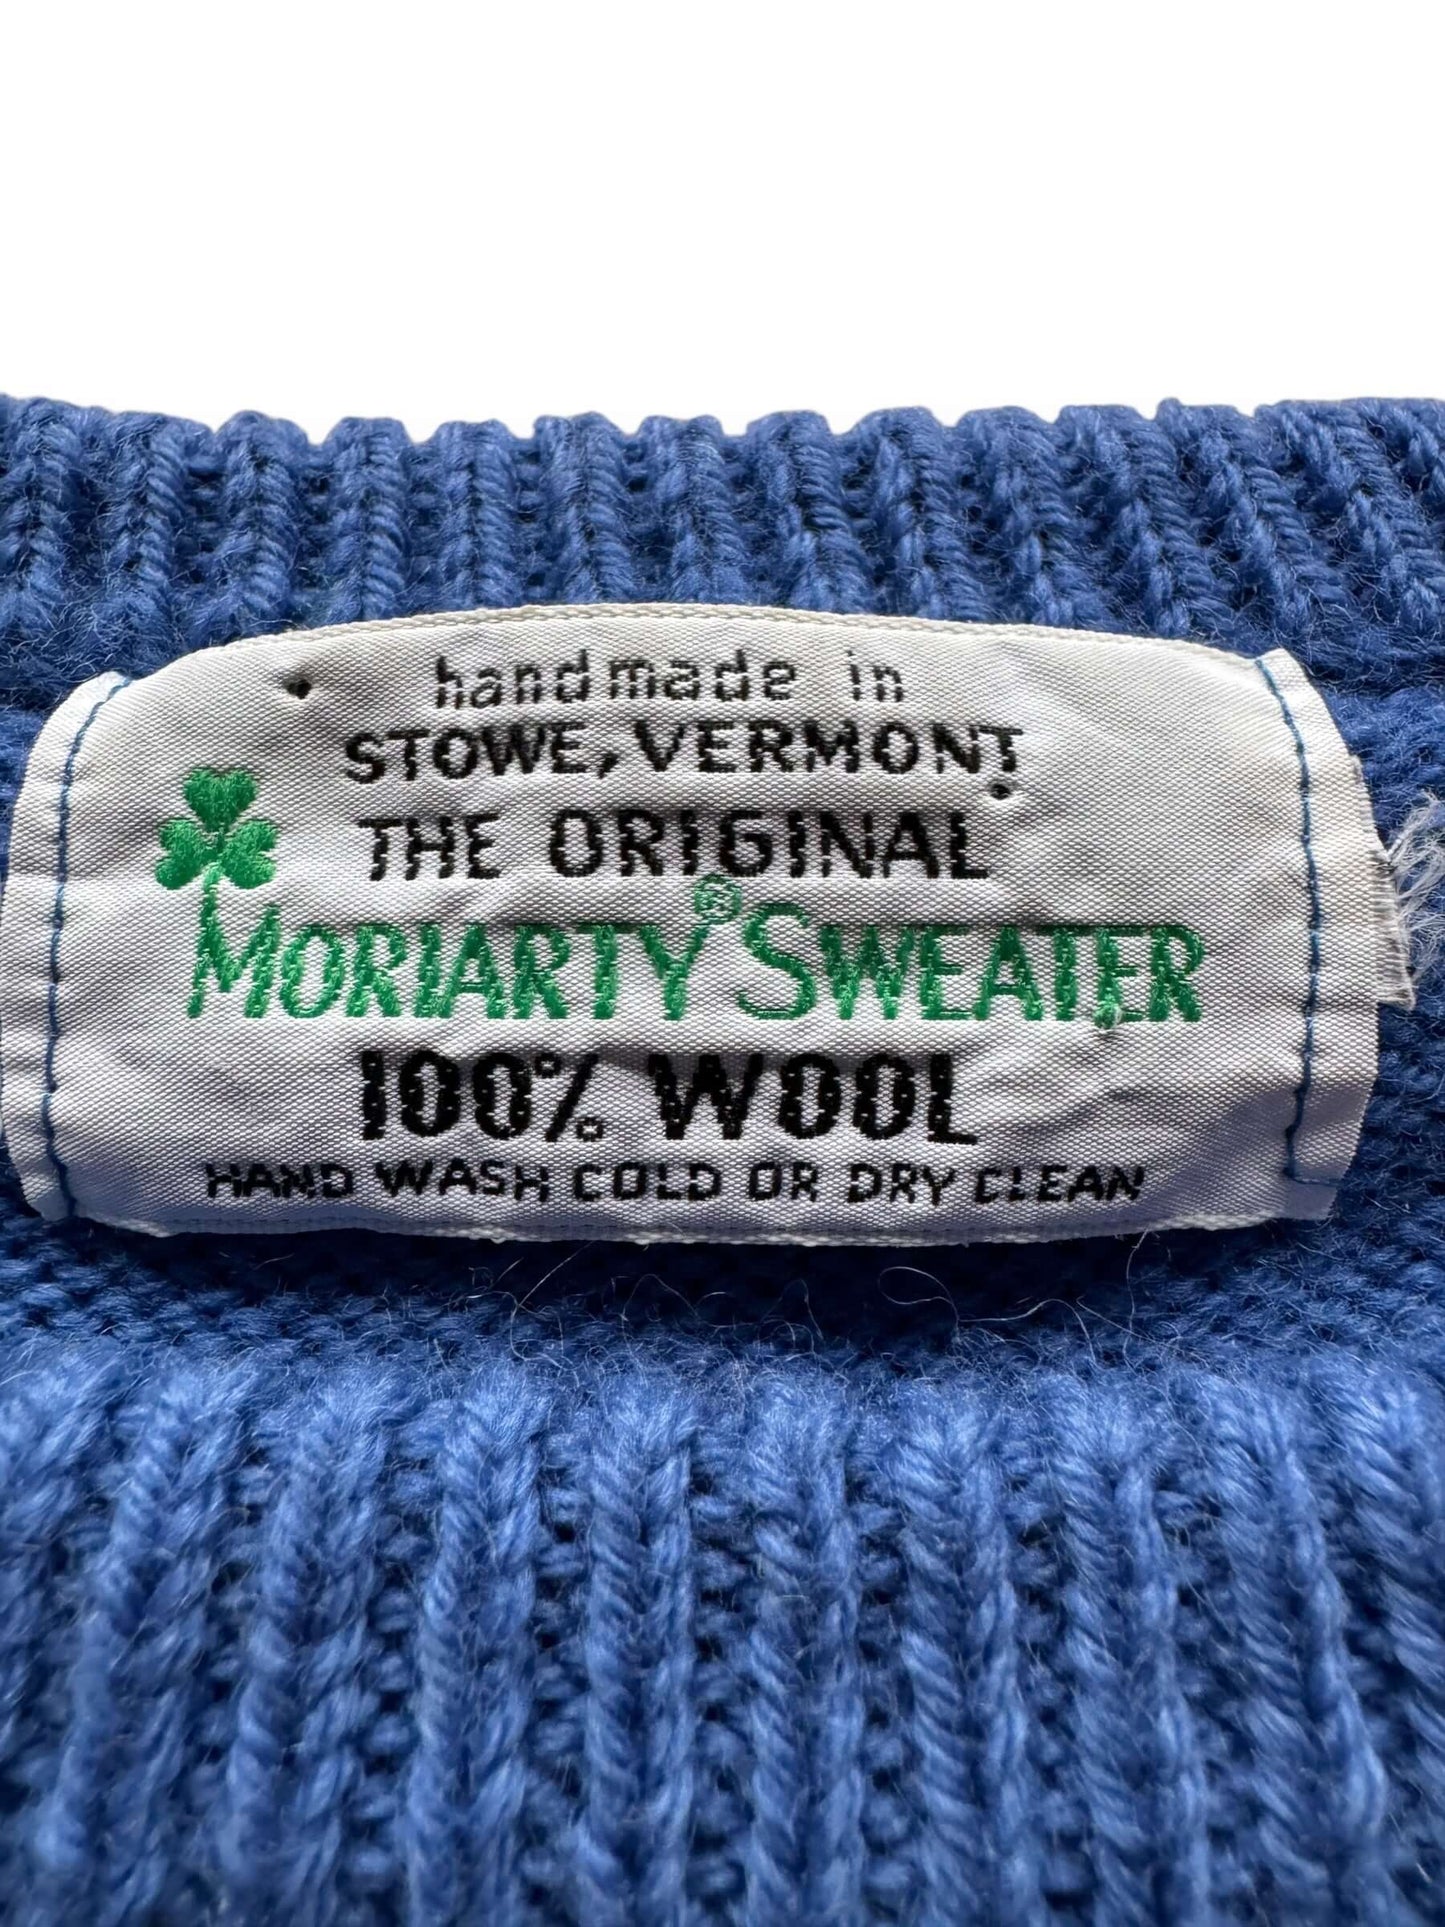 handmade in
STOWE, VERMONT
THE ORIGINAL
MORIARTY® SWEATER
100% WOOL
HAND WASH COLD OR DRY CLEAN